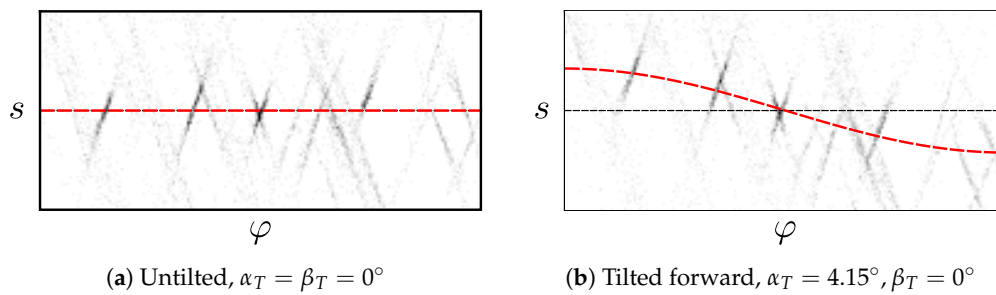 s
φ
(a) Untilted, α_T = β_T = 0°
s
φ
(b) Tilted forward, α_T = 4.15°, β_T = 0°